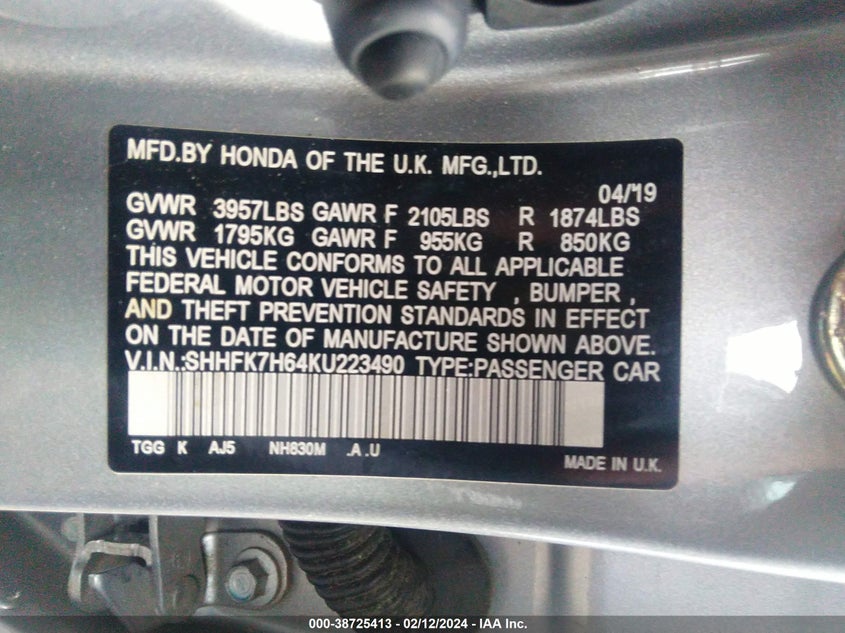 MFD.BY HONDA OF THE U.K. MFG.,LTD.
04/'19
GVWR 3957LBS GAWR F 2105LBS R 1874LBS
GVWR 1795KG GAWR F 955KG R 850KG
THIS VEHICLE CONFORMS TO ALL APPLICABLE
FEDERAL MOTOR VEHICLE SAFETY , BUMPER ,
AND THEFT PREVENTION STANDARDS IN EFFECT
ON THE DATE OF MANUFACTURE SHOWN ABOVE.
V.I.N.:SHHFK7H64KU223490 TYPE:PASSENGER CAR
TGG K AJ5 NH830M .A .U
MADE IN U.K.
000-38725413 - 02/12/2024 - IAA Inc.